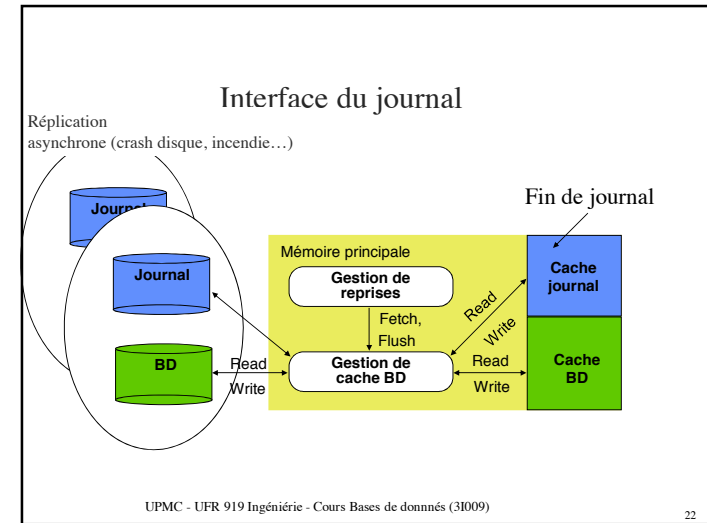 Interface du journal
Réplication
asynchrone (crash disque, incendie…)
Journal
Fin de journal
Mémoire principale
Journal
Gestion de
reprises
Cache
journal
Read
Write
Fetch,
Flush
BD
Read
Write
Gestion de
cache BD
Read
Write
Cache
BD
UPMC - UFR 919 Ingéniérie - Cours Bases de donnnés (3I009)
22